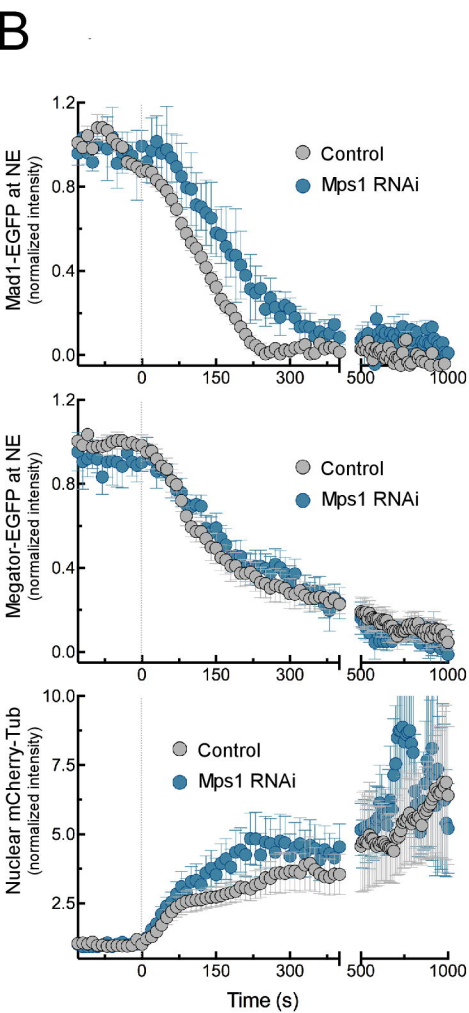 B
1.2
0.8
0.4
0.0
Mad1-EGFP at NE
(normalized intensity)
Control
Mps1 RNAi
0 150 300 500 1000
1.2
0.8
0.4
0.0
Megator-EGFP at NE
(normalized intensity)
Control
Mps1 RNAi
0 150 300 500 1000
10.0
7.5
5.0
2.5
Nuclear mCherry-Tub
(normalized intensity)
Control
Mps1 RNAi
0 150 300 500 1000
Time (s)